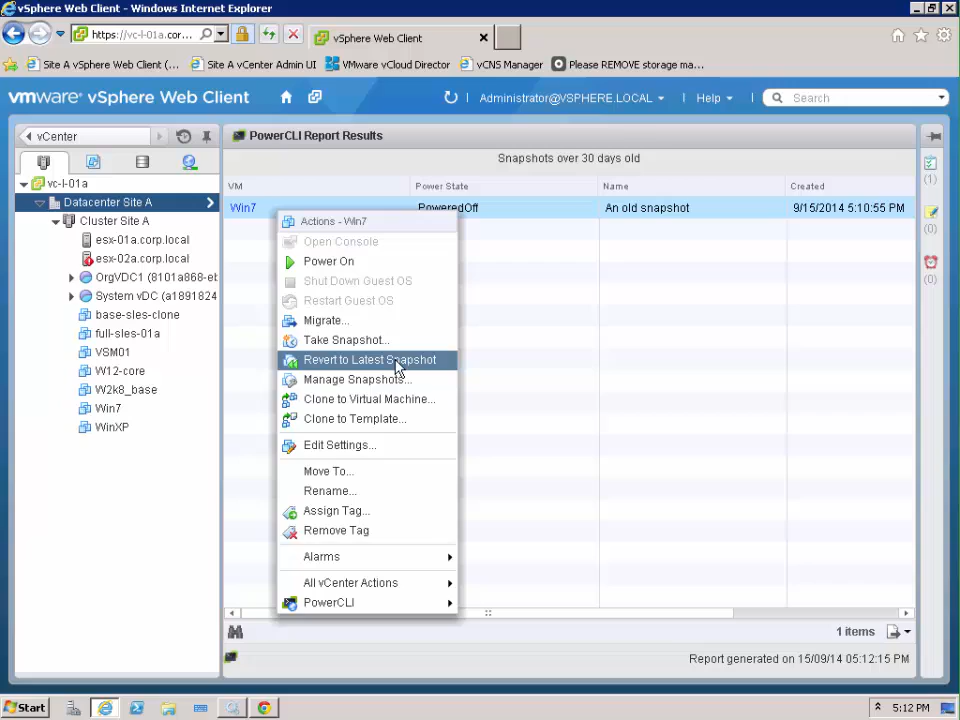 vSphere Web Client - Windows Internet Explorer
https://vc-l-01a.cor...
vSphere Web Client
Site A vSphere Web Client (...
Site A vCenter Admin UI
VMware vCloud Director
vCNS Manager
Please REMOVE storage ma...
vmware vSphere Web Client
Administrator@VSPHERE.LOCAL
Help
Search
vCenter
PowerCLI Report Results
Snapshots over 30 days old
VM Power State Name Created
Win7 PoweredOff An old snapshot 9/15/2014 5:10:55 PM
vc-l-01a
Datacenter Site A
Cluster Site A
esx-01a.corp.local
esx-02a.corp.local
OrgVDC1 (8101a868-eb
System vDC (a1891824
base-sles-clone
full-sles-01a
VSM01
W12-core
W2k8_base
Win7
WinXP
Actions - Win7
Open Console
Power On
Shut Down Guest OS
Restart Guest OS
Migrate...
Take Snapshot...
Revert to Latest Snapshot
Manage Snapshots...
Clone to Virtual Machine...
Clone to Template...
Edit Settings...
Move To...
Rename...
Assign Tag...
Remove Tag
Alarms
All vCenter Actions
PowerCLI
(1)
(0)
(0)
1 items
Report generated on 15/09/14 05:12:15 PM
Start
5:12 PM